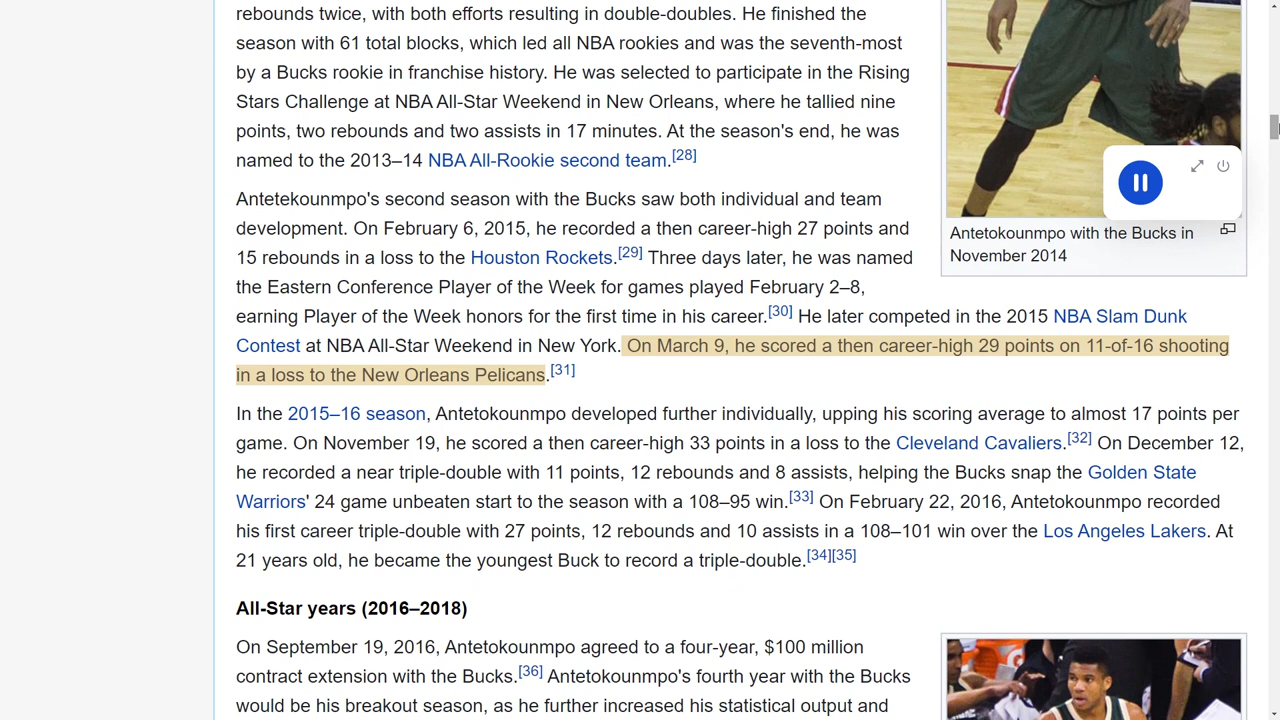 rebounds twice, with both efforts resulting in double-doubles. He finished the
season with 61 total blocks, which led all NBA rookies and was the seventh-most
by a Bucks rookie in franchise history. He was selected to participate in the Rising
Stars Challenge at NBA All-Star Weekend in New Orleans, where he tallied nine
points, two rebounds and two assists in 17 minutes. At the season's end, he was
named to the 2013–14 NBA All-Rookie second team.[28]
Antetekounmpo's second season with the Bucks saw both individual and team
development. On February 6, 2015, he recorded a then career-high 27 points and
15 rebounds in a loss to the Houston Rockets.[29] Three days later, he was named
the Eastern Conference Player of the Week for games played February 2–8,
earning Player of the Week honors for the first time in his career.[30] He later competed in the 2015 NBA Slam Dunk
Contest at NBA All-Star Weekend in New York. On March 9, he scored a then career-high 29 points on 11-of-16 shooting
in a loss to the New Orleans Pelicans.[31]
Antetokounmpo with the Bucks in
November 2014
In the 2015–16 season, Antetokounmpo developed further individually, upping his scoring average to almost 17 points per
game. On November 19, he scored a then career-high 33 points in a loss to the Cleveland Cavaliers.[32] On December 12,
he recorded a near triple-double with 11 points, 12 rebounds and 8 assists, helping the Bucks snap the Golden State
Warriors' 24 game unbeaten start to the season with a 108–95 win.[33] On February 22, 2016, Antetokounmpo recorded
his first career triple-double with 27 points, 12 rebounds and 10 assists in a 108–101 win over the Los Angeles Lakers. At
21 years old, he became the youngest Buck to record a triple-double.[34][35]
All-Star years (2016–2018)
On September 19, 2016, Antetokounmpo agreed to a four-year, $100 million
contract extension with the Bucks.[36] Antetokounmpo's fourth year with the Bucks
would be his breakout season, as he further increased his statistical output and